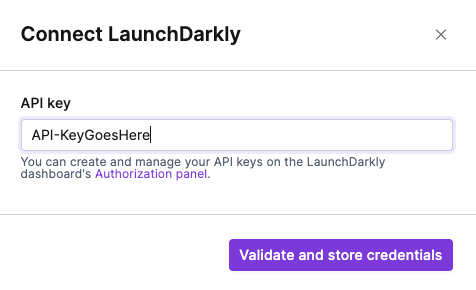 Connect LaunchDarkly
API key
API-KeyGoesHere
You can create and manage your API keys on the LaunchDarkly
dashboard's Authorization panel.
Validate and store credentials